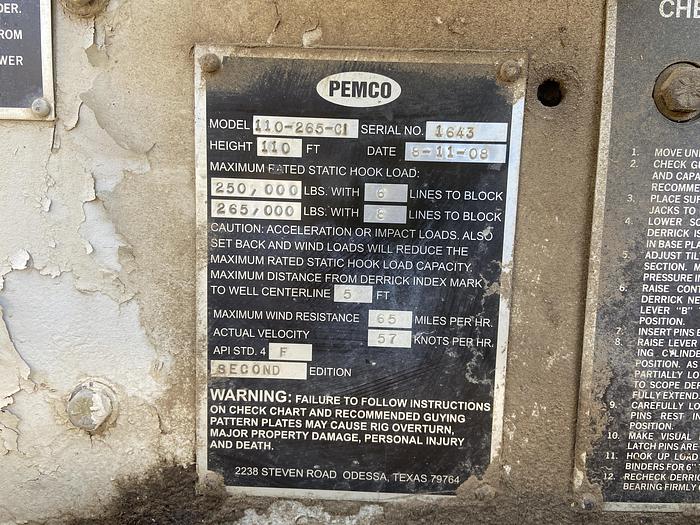 DER.
ROM
WER
PEMCO
MODEL 110-265-CI SERIAL NO. 1643
HEIGHT 110 FT DATE 8-11-08
MAXIMUM RATED STATIC HOOK LOAD:
250,000 LBS. WITH 6 LINES TO BLOCK
265,000 LBS. WITH 8 LINES TO BLOCK
CAUTION: ACCELERATION OR IMPACT LOADS. ALSO
SET BACK AND WIND LOADS WILL REDUCE THE
MAXIMUM RATED STATIC HOOK LOAD CAPACITY.
MAXIMUM DISTANCE FROM DERRICK INDEX MARK
TO WELL CENTERLINE 5 FT
MAXIMUM WIND RESISTANCE 65 MILES PER HR.
ACTUAL VELOCITY 57 KNOTS PER HR.
API STD. 4 F
SECOND EDITION
WARNING: FAILURE TO FOLLOW INSTRUCTIONS
ON CHECK CHART AND RECOMMENDED GUYING
PATTERN PLATES MAY CAUSE RIG OVERTURN,
MAJOR PROPERTY DAMAGE, PERSONAL INJURY
AND DEATH.
2238 STEVEN ROAD ODESSA, TEXAS 79764
CHE
1. MOVE UN
2. CHECK G
AND CAPA
RECOMME
3. PLACE SUF
JACKS TO
4. LOWER SC
DERRICK IS
IN BASE PLA
5. ADJUST TIL
SECTION. M
PRESSURE I
6. RAISE CONT
DERRICK NE
LEVER "B"
POSITION.
7. INSERT PINS B
8. RAISE LEVER
ING CYLINDE
POSITION. AS
PARTIALLY LO
TO SCOPE DER
FULLY EXTEND
9. CAREFULLY LO
PINS REST IN
POSITION.
10. MAKE VISUAL
LATCH PINS ARE
11. HOOK UP LOAD
BINDERS FOR 6"
12. RECHECK DERRIC
BEARING FIRMLY